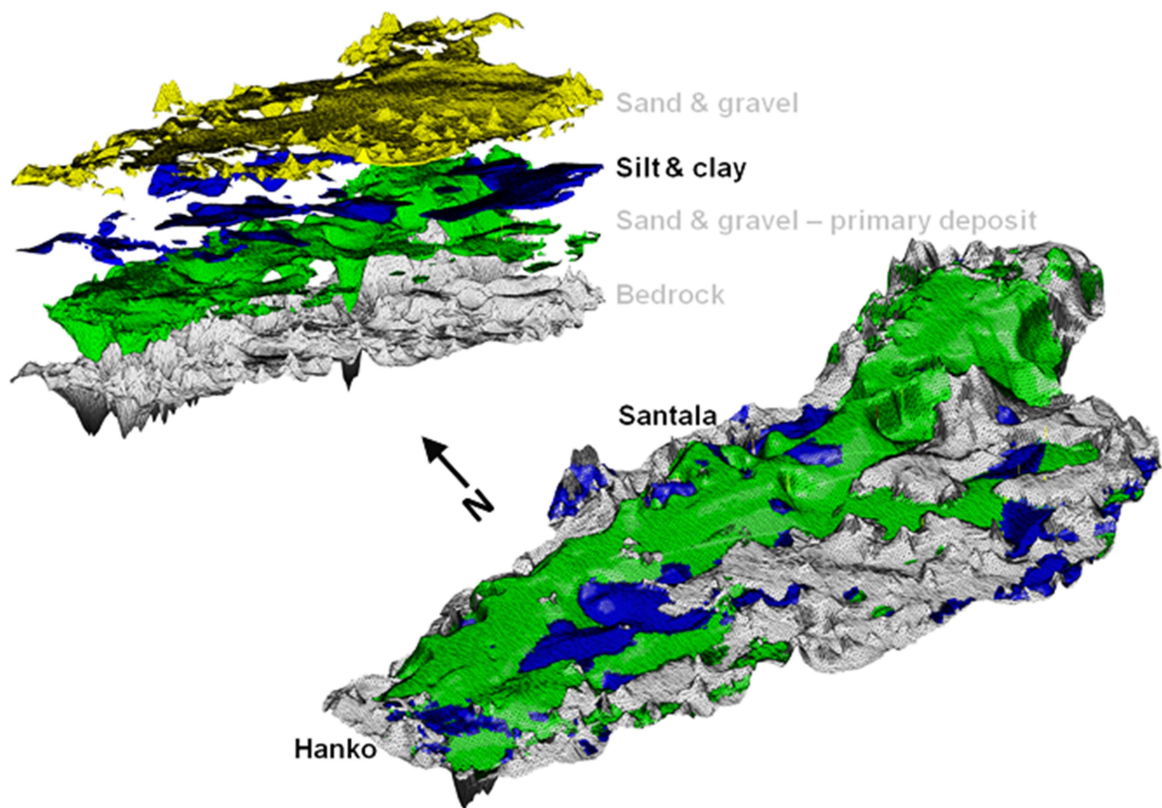 Sand & gravel
Silt & clay
Sand & gravel – primary deposit
Bedrock
Santala
N
Hanko